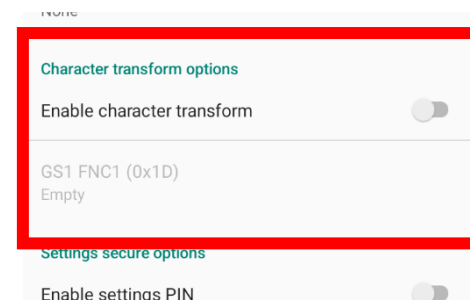 None
Character transform options
Enable character transform
GS1 FNC1 (0x1D)
Empty
Settings secure options
Enable settings PIN